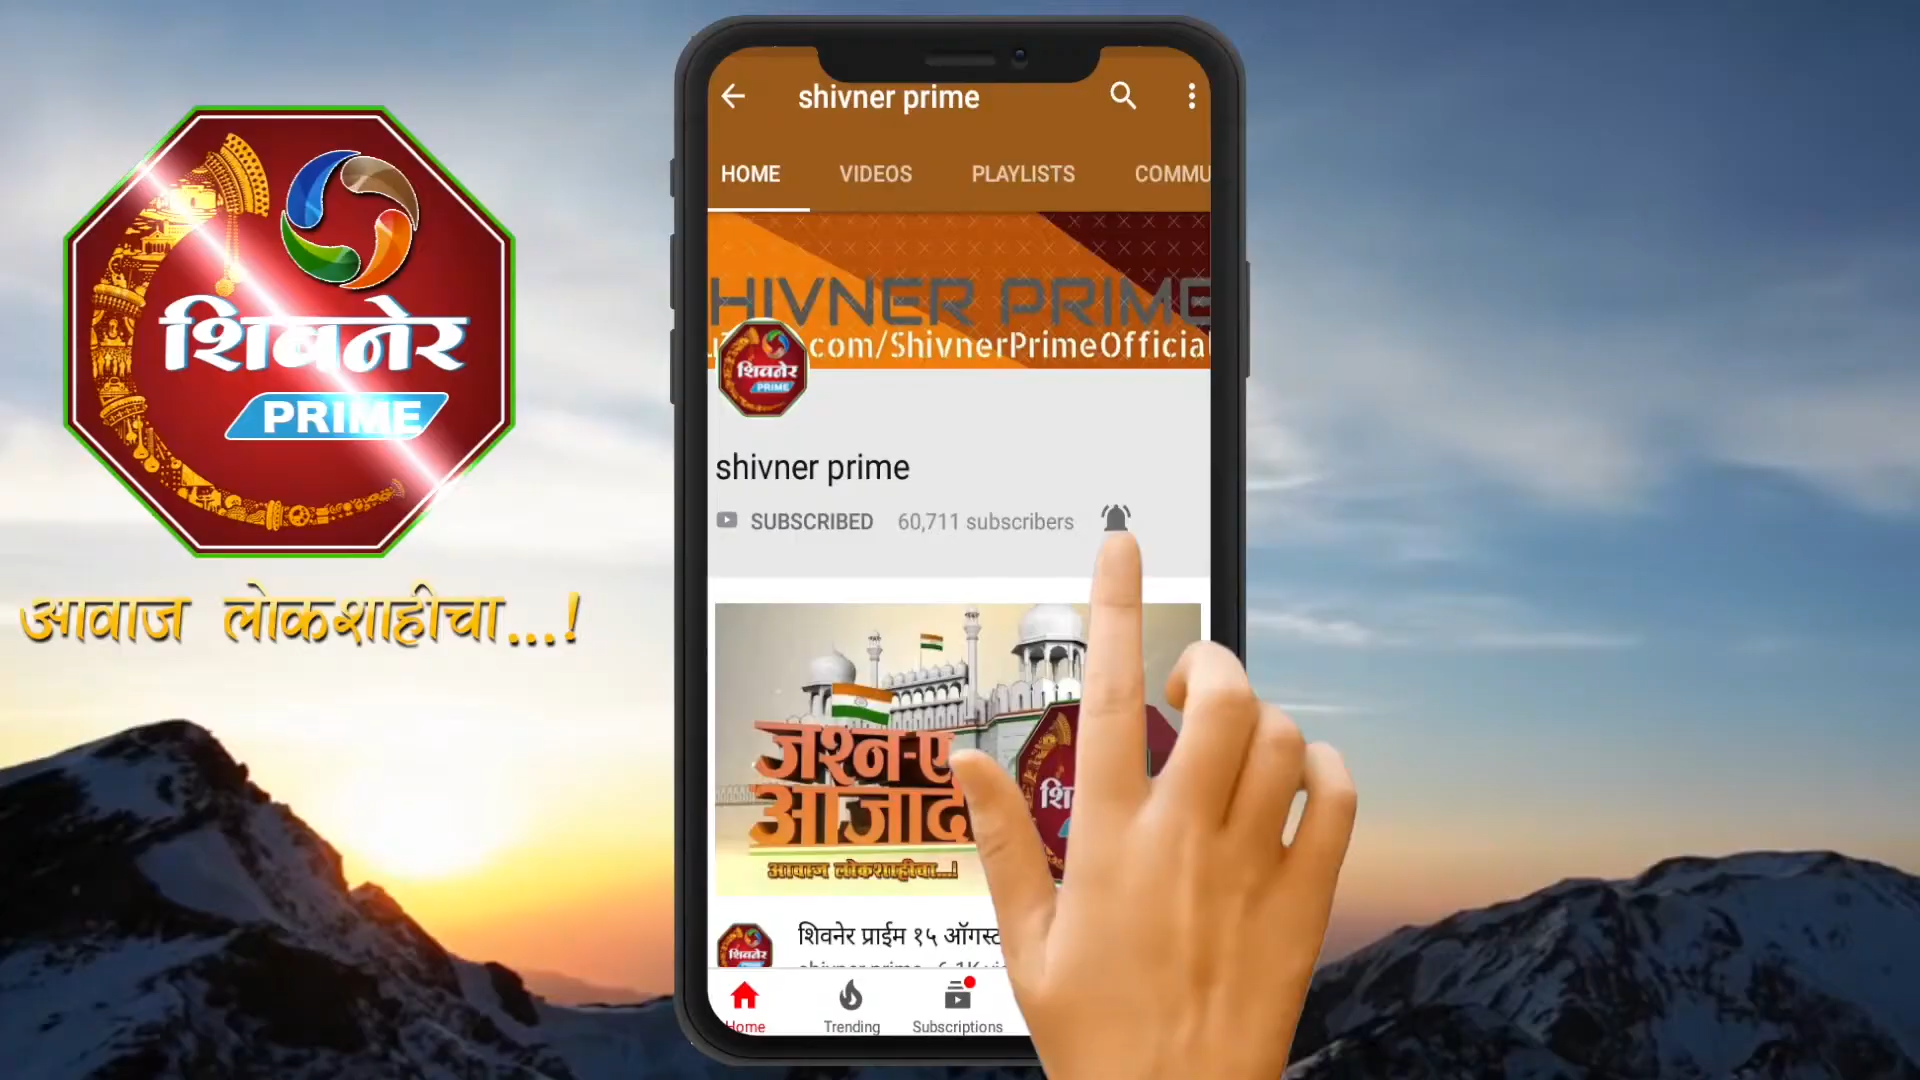 शिवनेर
PRIME
आवाज लोकशाहीचा...!
shivner prime
HOME VIDEOS PLAYLISTS COMMU
HIVNER PRIME
com/ShivnerPrimeOfficial
शिवनेर
PRIME
shivner prime
SUBSCRIBED 60,711 subscribers
जश्न-ए
आजाद
शि
आवाज लोकशाहीचा...!
शिवनेर प्राईम १५ ऑगस्ट
शिवनेर
Home Trending Subscriptions